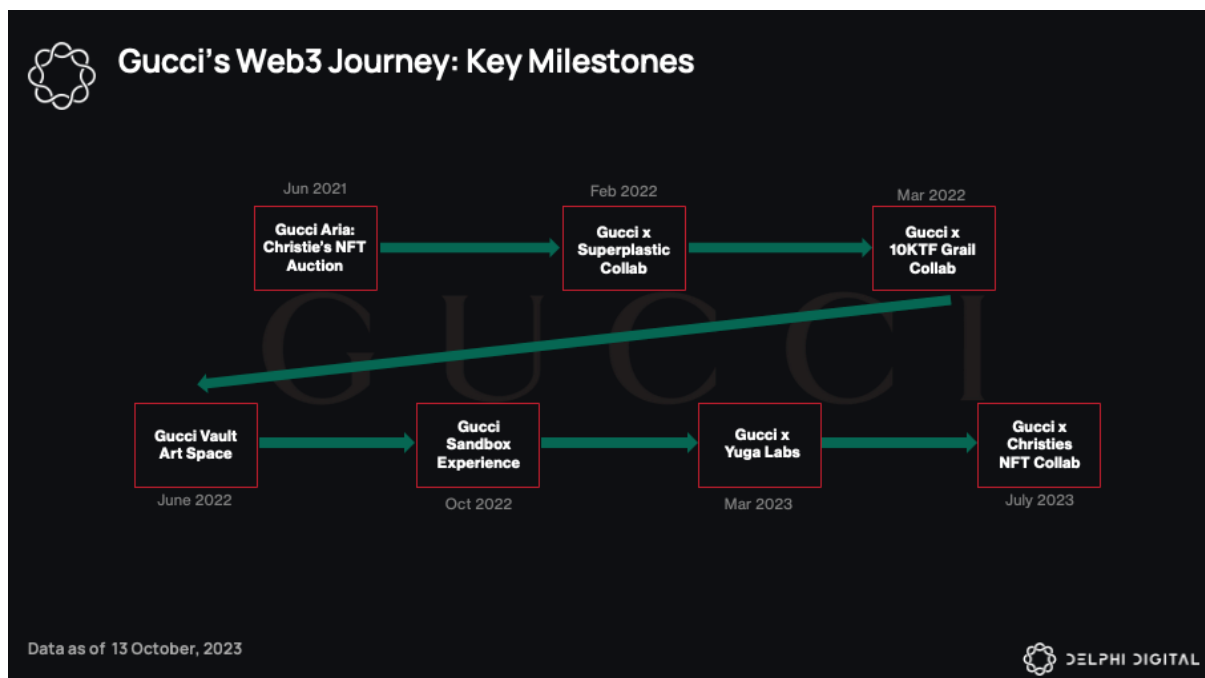 Gucci's Web3 Journey: Key Milestones
Jun 2021
Gucci Aria:
Christie's NFT
Auction
Feb 2022
Gucci x
Superplastic
Collab
Mar 2022
Gucci x
10KTF Grail
Collab
GUCCI
Gucci Vault
Art Space
June 2022
Gucci
Sandbox
Experience
Oct 2022
Gucci x
Yuga Labs
Mar 2023
Gucci x
Christies
NFT Collab
July 2023
Data as of 13 October, 2023
DELPHI DIGITAL